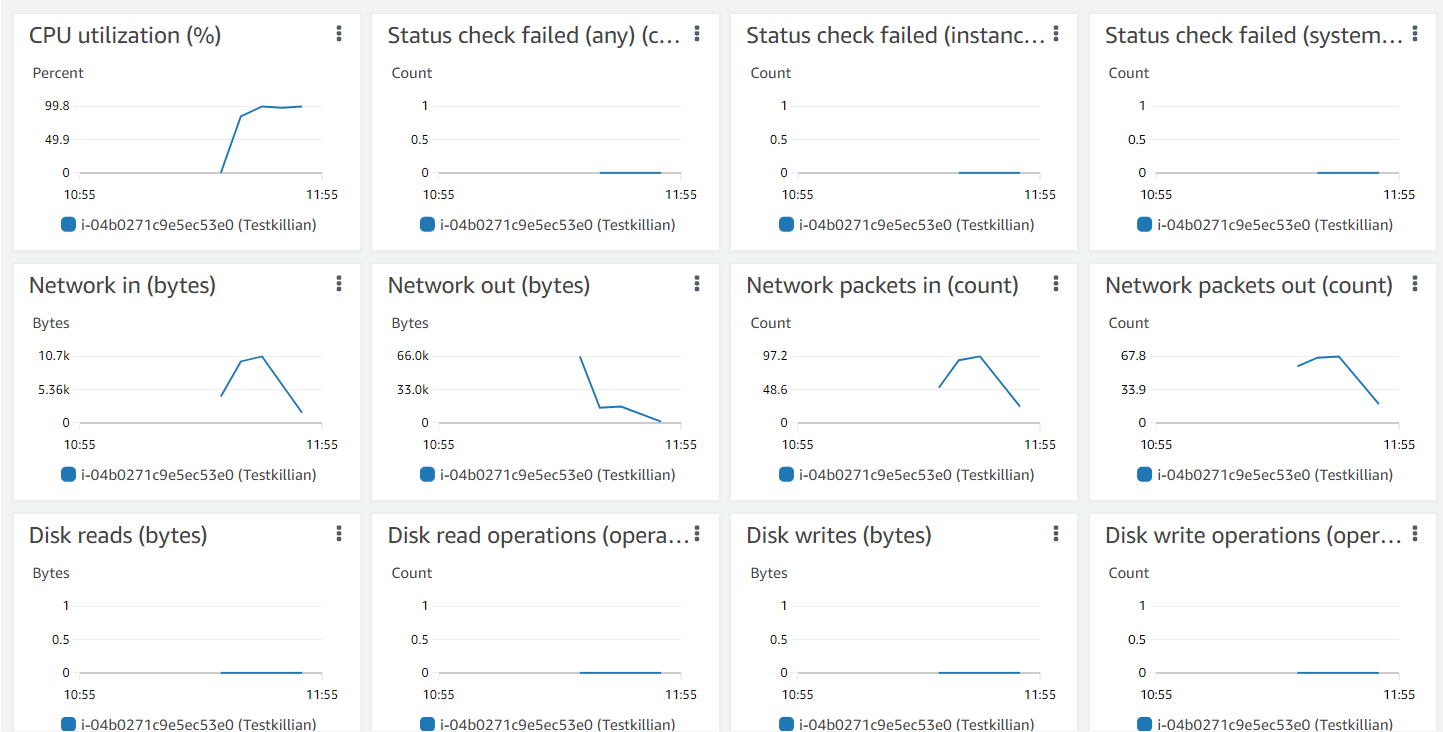 CPU utilization (%)
Percent
99.8
49.9
0
10:55
11:55
i-04b0271c9e5ec53e0 (Testkillian)
Status check failed (any) (c...
Count
1
0.5
0
10:55
11:55
i-04b0271c9e5ec53e0 (Testkillian)
Status check failed (instanc...
Count
1
0.5
0
10:55
11:55
i-04b0271c9e5ec53e0 (Testkillian)
Status check failed (system...
Count
1
0.5
0
10:55
11:55
i-04b0271c9e5ec53e0 (Testkillian)
Network in (bytes)
Bytes
10.7k
5.36k
0
10:55
11:55
i-04b0271c9e5ec53e0 (Testkillian)
Network out (bytes)
Bytes
66.0k
33.0k
0
10:55
11:55
i-04b0271c9e5ec53e0 (Testkillian)
Network packets in (count)
Count
97.2
48.6
0
10:55
11:55
i-04b0271c9e5ec53e0 (Testkillian)
Network packets out (count)
Count
67.8
33.9
0
10:55
11:55
i-04b0271c9e5ec53e0 (Testkillian)
Disk reads (bytes)
Bytes
1
0.5
0
10:55
11:55
i-04b0271c9e5ec53e0 (Testkillian)
Disk read operations (opera...
Count
1
0.5
0
10:55
11:55
i-04b0271c9e5ec53e0 (Testkillian)
Disk writes (bytes)
Bytes
1
0.5
0
10:55
11:55
i-04b0271c9e5ec53e0 (Testkillian)
Disk write operations (oper...
Count
1
0.5
0
10:55
11:55
i-04b0271c9e5ec53e0 (Testkillian)